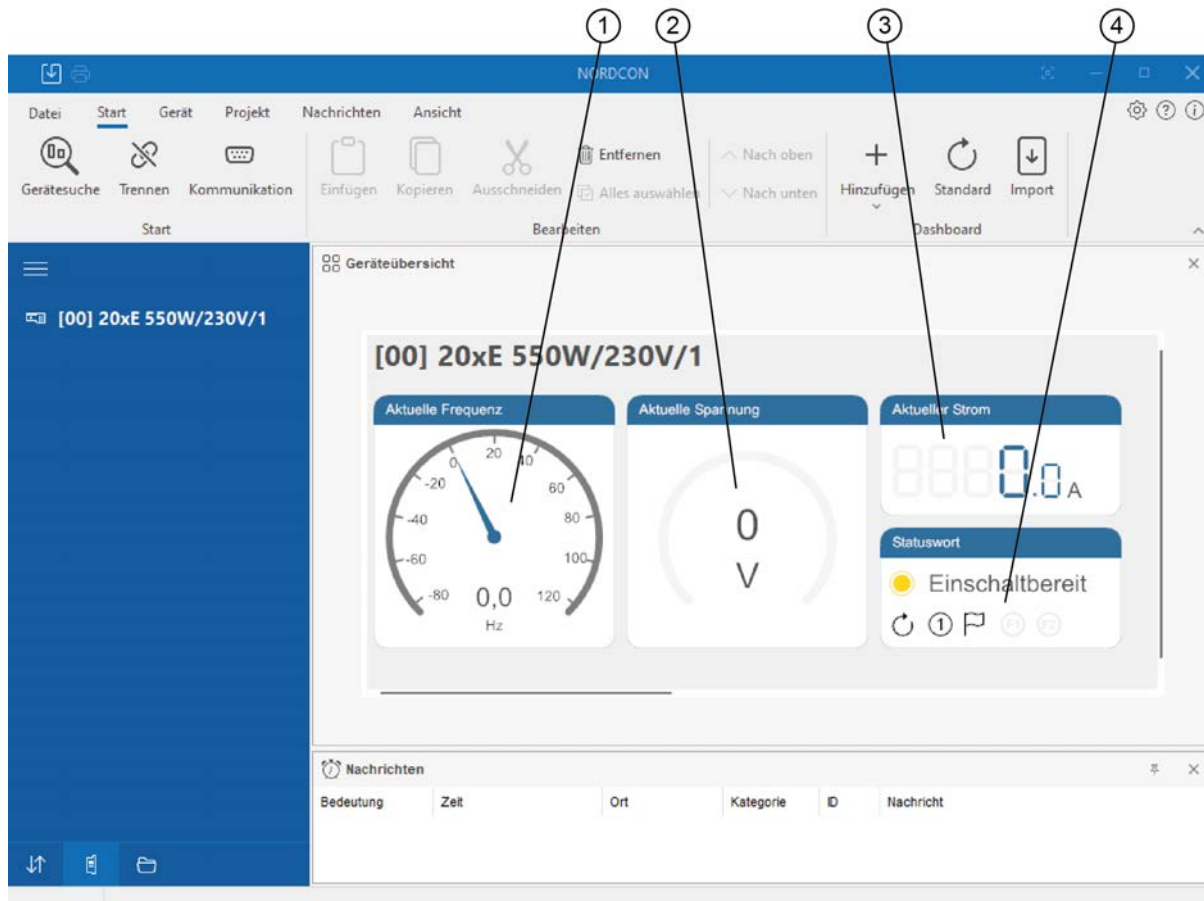 1 2 3 4
NORDCON
Datei Start Gerät Projekt Nachrichten Ansicht
Gerätesuche Trennen Kommunikation Einfügen Kopieren Ausschneiden Entfernen Alles auswählen Nach oben Nach unten Hinzufügen Standard Import
Start Bearbeiten Dashboard
Geräteübersicht
[00] 20xE 550W/230V/1
[00] 20xE 550W/230V/1
Aktuelle Frequenz
-80 -60 -40 -20 0 20 40 60 80 100 120
0,0
Hz
Aktuelle Spannung
0
V
Aktueller Strom
0.0 A
Statuswort
Einschaltbereit
1 F1 F2
Nachrichten
Bedeutung Zeit Ort Kategorie ID Nachricht